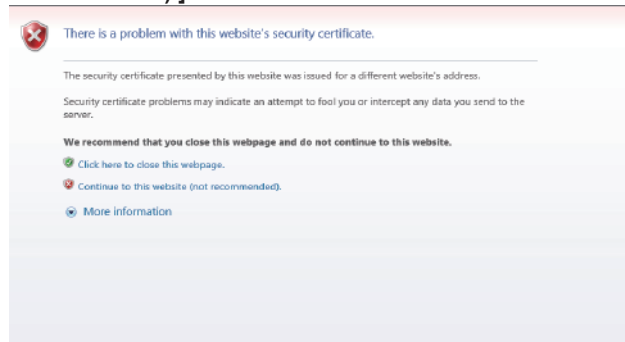 There is a problem with this website's security certificate.
The security certificate presented by this website was issued for a different website's address.
Security certificate problems may indicate an attempt to fool you or intercept any data you send to the
server.
We recommend that you close this webpage and do not continue to this website.
Click here to close this webpage.
Continue to this website (not recommended).
More information